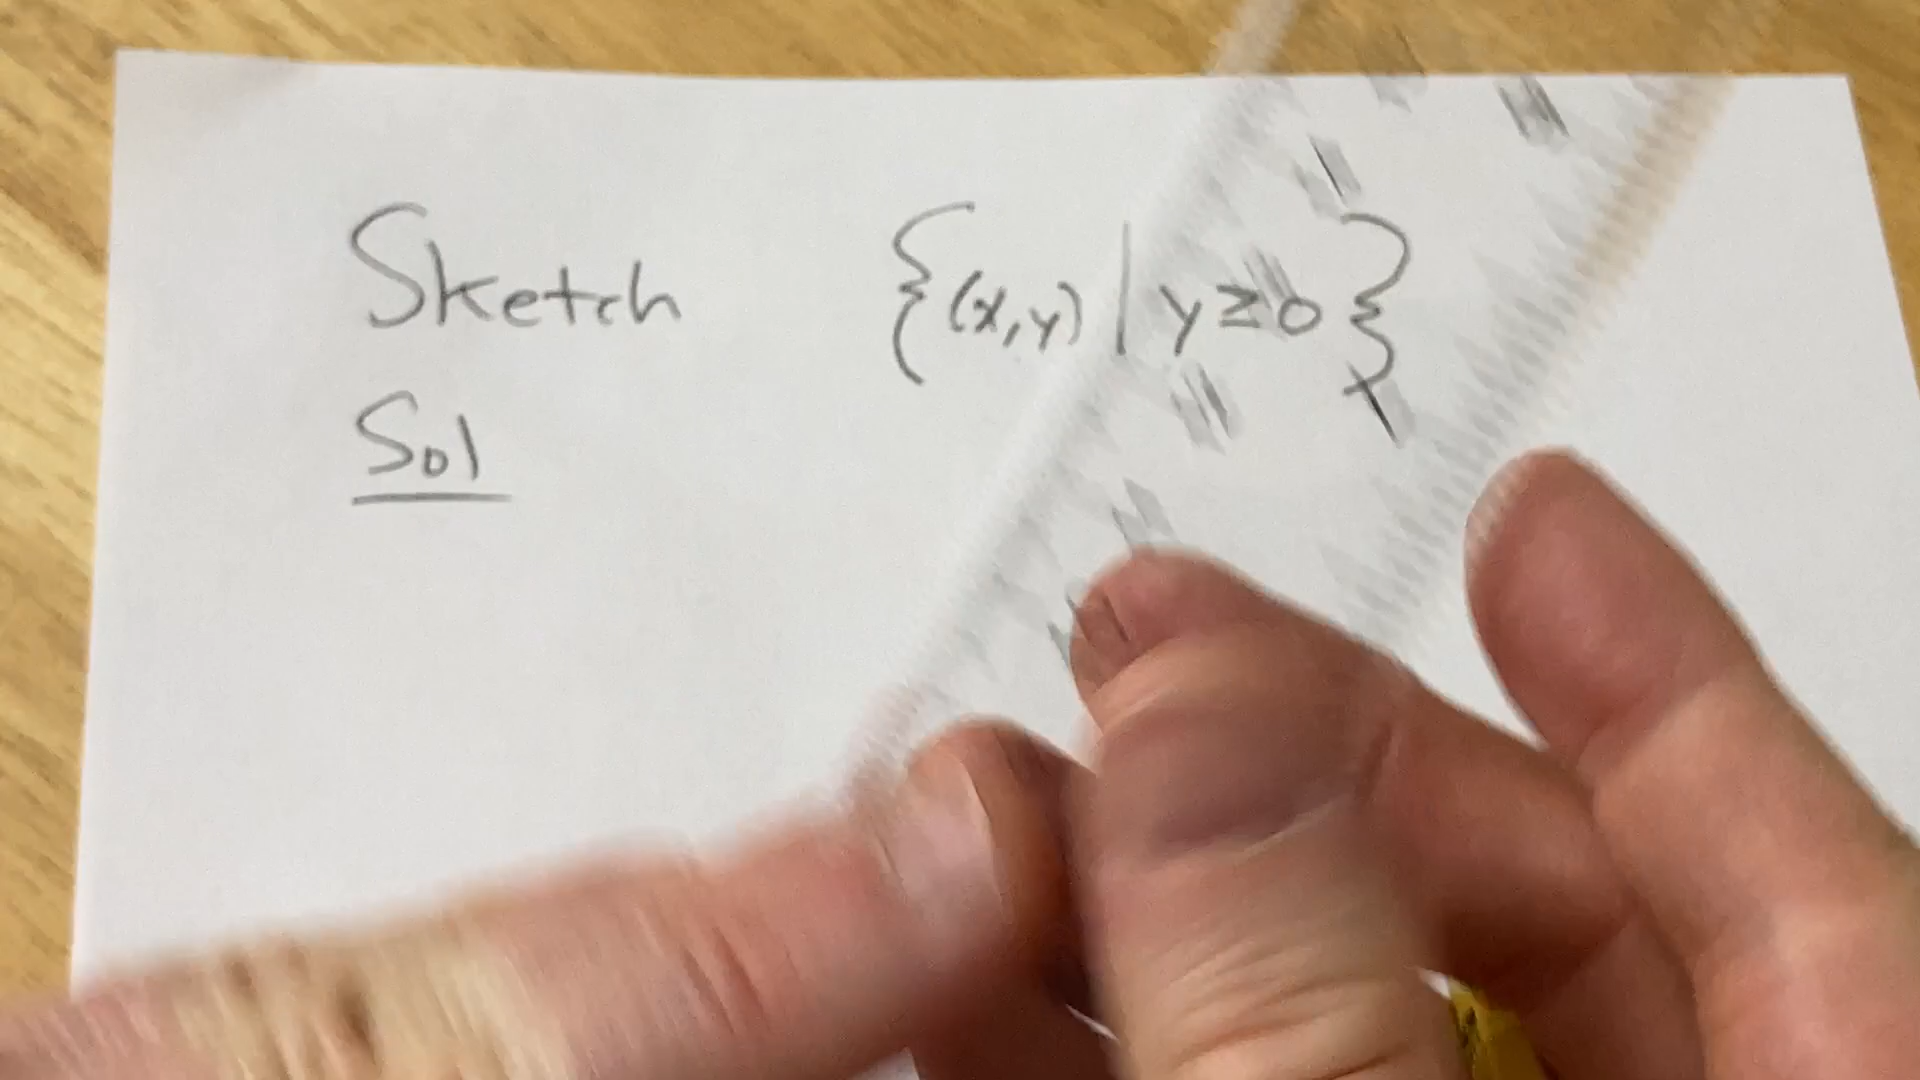 Sketch {(x,y) | y≥0}
Sol